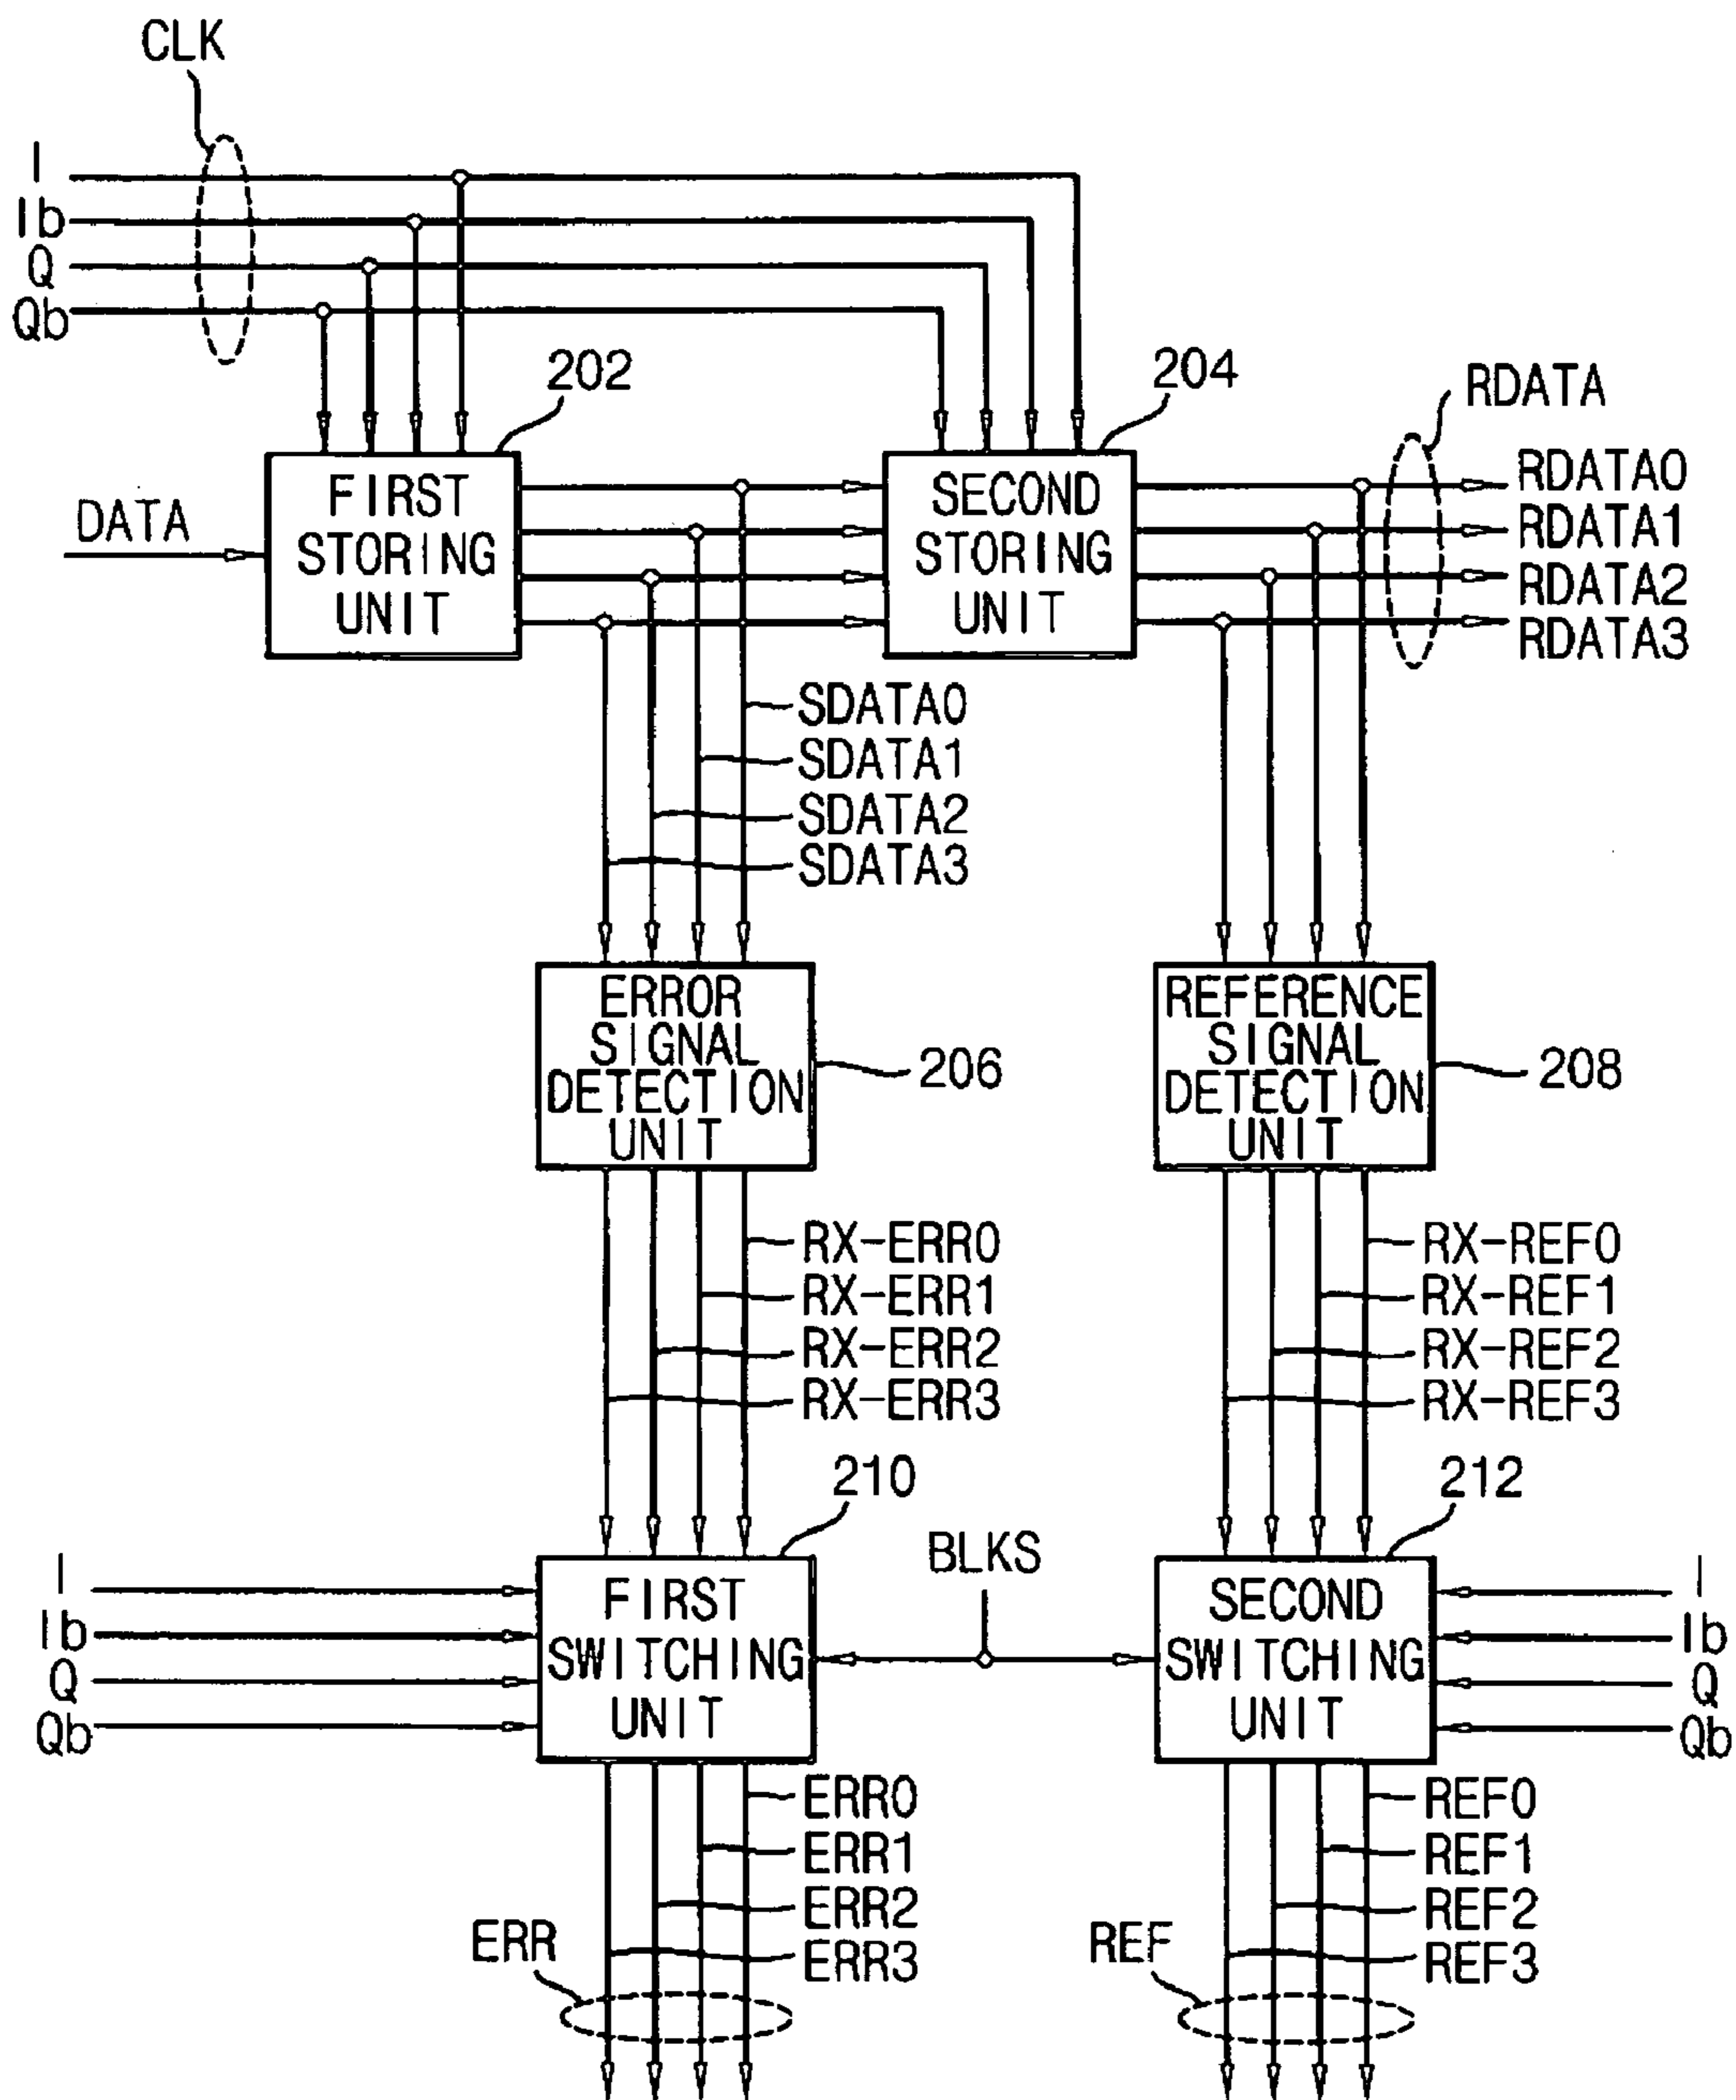 CLK
I
Ib
Q
Qb
202
204
RDATA
DATA
FIRST
STORING
UNIT
SECOND
STORING
UNIT
RDATA0
RDATA1
RDATA2
RDATA3
SDATA0
SDATA1
SDATA2
SDATA3
ERROR
SIGNAL
DETECTION
UNIT
206
REFERENCE
SIGNAL
DETECTION
UNIT
208
RX-ERR0
RX-ERR1
RX-ERR2
RX-ERR3
RX-REF0
RX-REF1
RX-REF2
RX-REF3
210
212
I
Ib
Q
Qb
FIRST
SWITCHING
UNIT
BLKS
SECOND
SWITCHING
UNIT
I
Ib
Q
Qb
ERR0
ERR1
ERR2
ERR3
ERR
REF0
REF1
REF2
REF3
REF